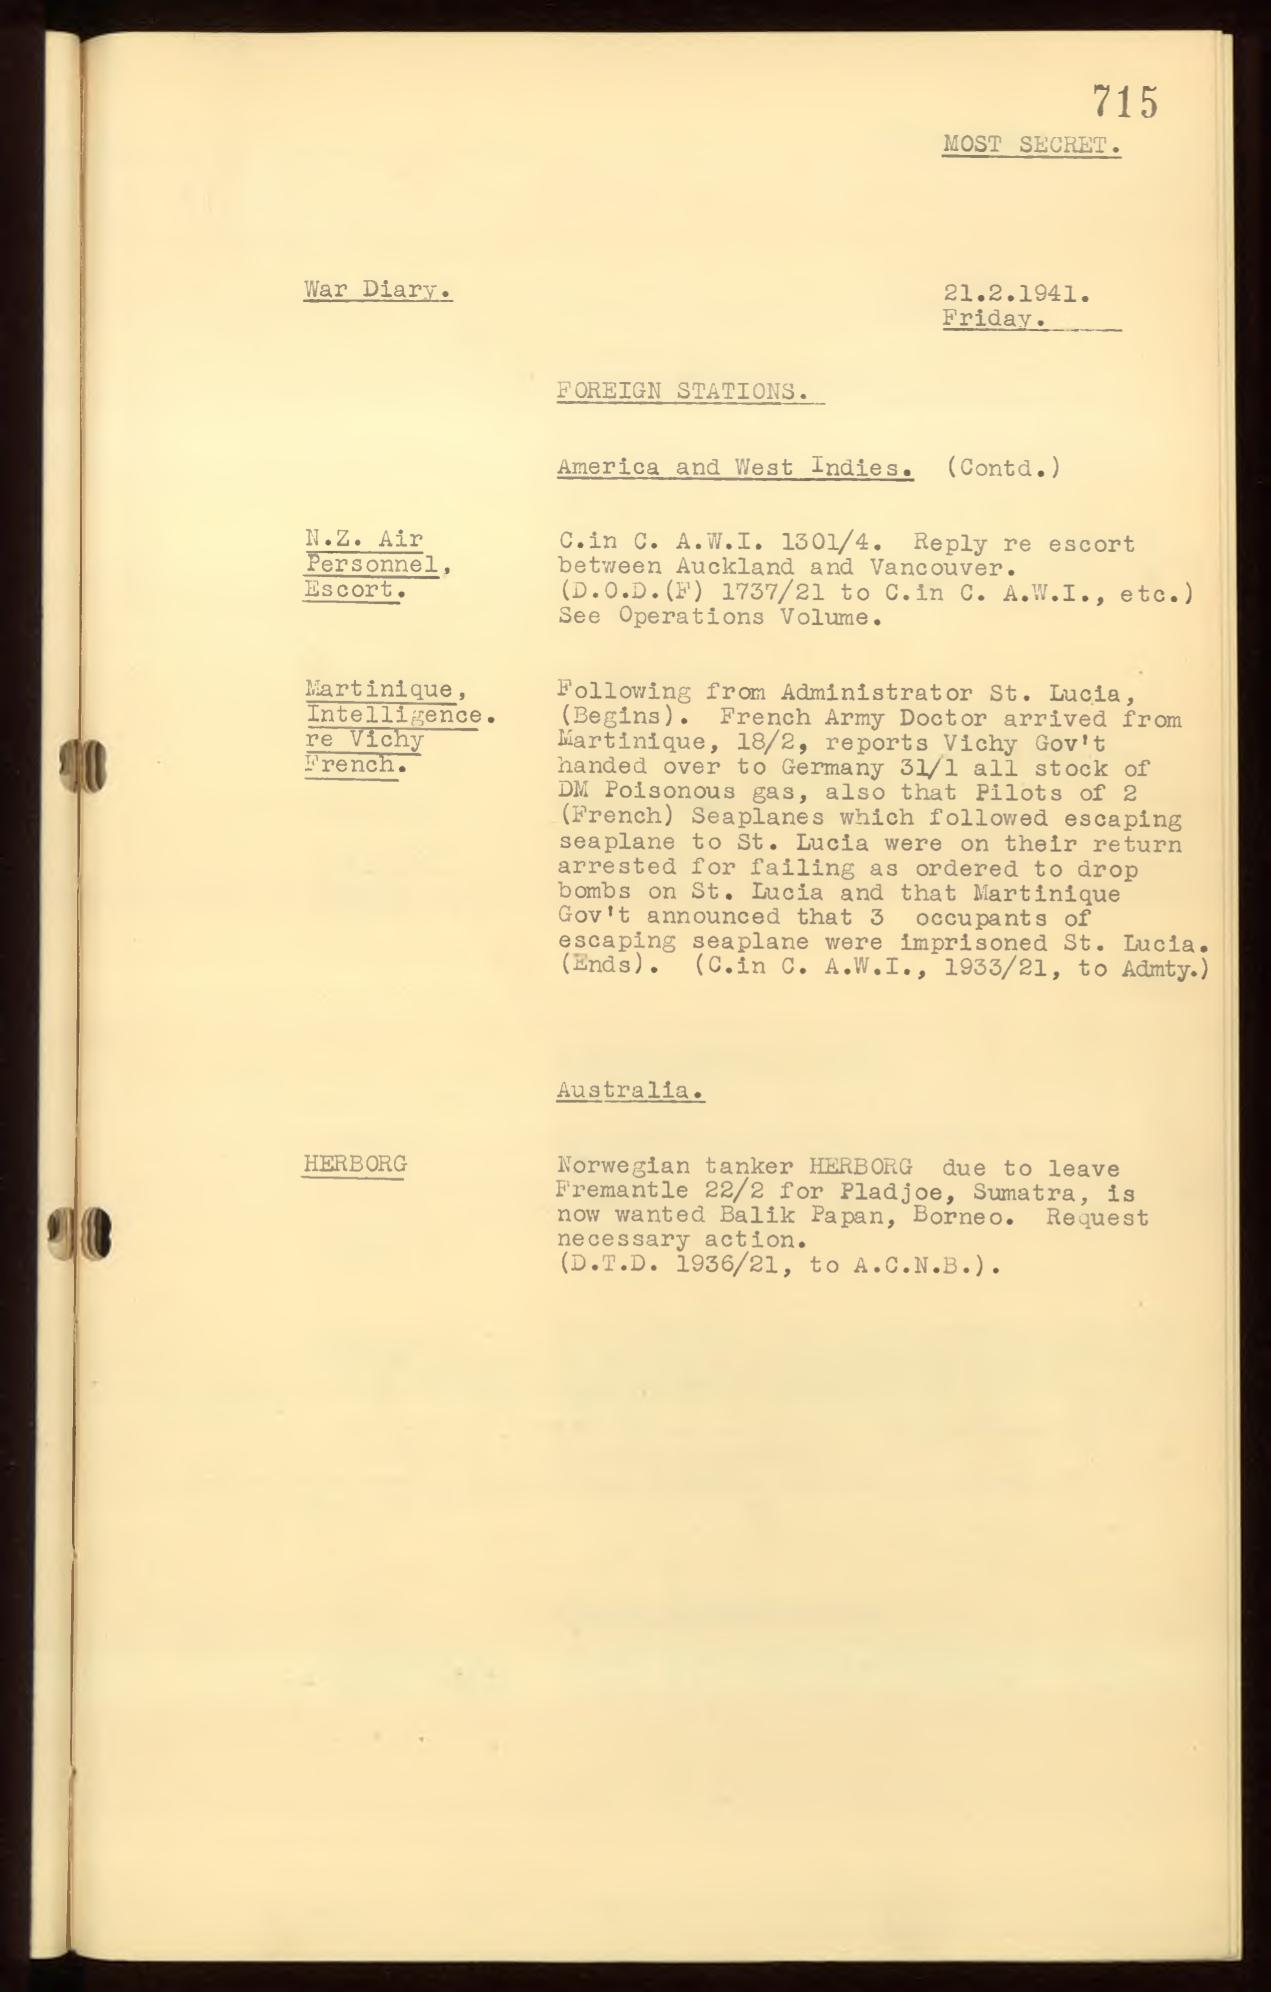 715
MOST SECRET.
War Diary.
21.2.1941.
Friday.
FOREIGN STATIONS.
America and West Indies. (Contd.)
N.Z. Air
Personnel,
Escort.
C.in C. A.W.I. 1301/4. Reply re escort
between Auckland and Vancouver.
(D.O.D.(F) 1737/21 to C.in C. A.W.I., etc.)
See Operations Volume.
Martinique,
Intelligence.
re Vichy
French.
Following from Administrator St. Lucia,
(Begins). French Army Doctor arrived from
Martinique, 18/2, reports Vichy Gov't
handed over to Germany 31/1 all stock of
DM Poisonous gas, also that Pilots of 2
(French) Seaplanes which followed escaping
seaplane to St. Lucia were on their return
arrested for failing as ordered to drop
bombs on St. Lucia and that Martinique
Gov't announced that 3 occupants of
escaping seaplane were imprisoned St. Lucia.
(Ends). (C.in C. A.W.I., 1933/21, to Admty.)
Australia.
HERBORG
Norwegian tanker HERBORG due to leave
Fremantle 22/2 for Pladjoe, Sumatra, is
now wanted Balik Papan, Borneo. Request
necessary action.
(D.T.D. 1936/21, to A.C.N.B.).